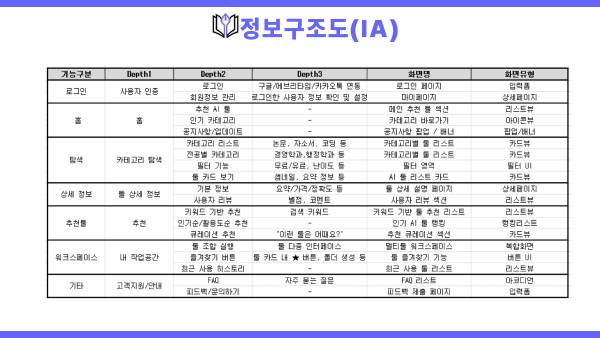 정보구조도(IA)
기능구분 Depth1 Depth2 Depth3 화면명 화면유형
로그인 사용자 인증 로그인 구글/에브리타임/카카오톡 연동 로그인 페이지 입력폼
회원정보 관리 로그인한 사용자 정보 확인 및 설정 마이페이지 상세페이지
홈 홈 추천 AI 툴 - 메인 추천 툴 섹션 리스트뷰
인기 카테고리 - 카테고리 바로가기 아이콘뷰
공지사항/업데이트 - 공지사항 팝업 / 배너 팝업/배너
탐색 카테고리 탐색 카테고리 리스트 논문, 자소서, 코딩 등 카테고리별 툴 리스트 카드뷰
전공별 카테고리 경영학과,행정학과 등 카테고리별 툴 리스트 카드뷰
필터 기능 무료/유료, 난이도 등 필터 영역 필터 UI
툴 카드 보기 썸네일, 요약 정보 등 AI 툴 리스트 카드 카드뷰
상세 정보 툴 상세 정보 기본 정보 요약/가격/정확도 등 툴 상세 설명 페이지 상세페이지
사용자 리뷰 별점, 코멘트 사용자 리뷰 섹션 리스트뷰
추천툴 추천 키워드 기반 추천 검색 키워드 키워드 기반 툴 추천 리스트 리스트뷰
인기순/활용도순 추천 - 인기 AI 툴 랭킹 랭킹리스트
큐레이션 추천 "이런 툴은 어때요?" 추천 큐레이션 섹션 카드뷰
워크스페이스 내 작업공간 툴 조합 실행 툴 다중 인터페이스 멀티툴 워크스페이스 복합화면
즐겨찾기 버튼 툴 카드 내 ★ 버튼, 폴더 생성 등 툴 즐겨찾기 기능 버튼 UI
최근 사용 히스토리 - 최근 사용 툴 리스트 리스트뷰
기타 고객지원/안내 FAQ 자주 묻는 질문 FAQ 리스트 아코디언
피드백/문의하기 - 피드백 제출 페이지 입력폼